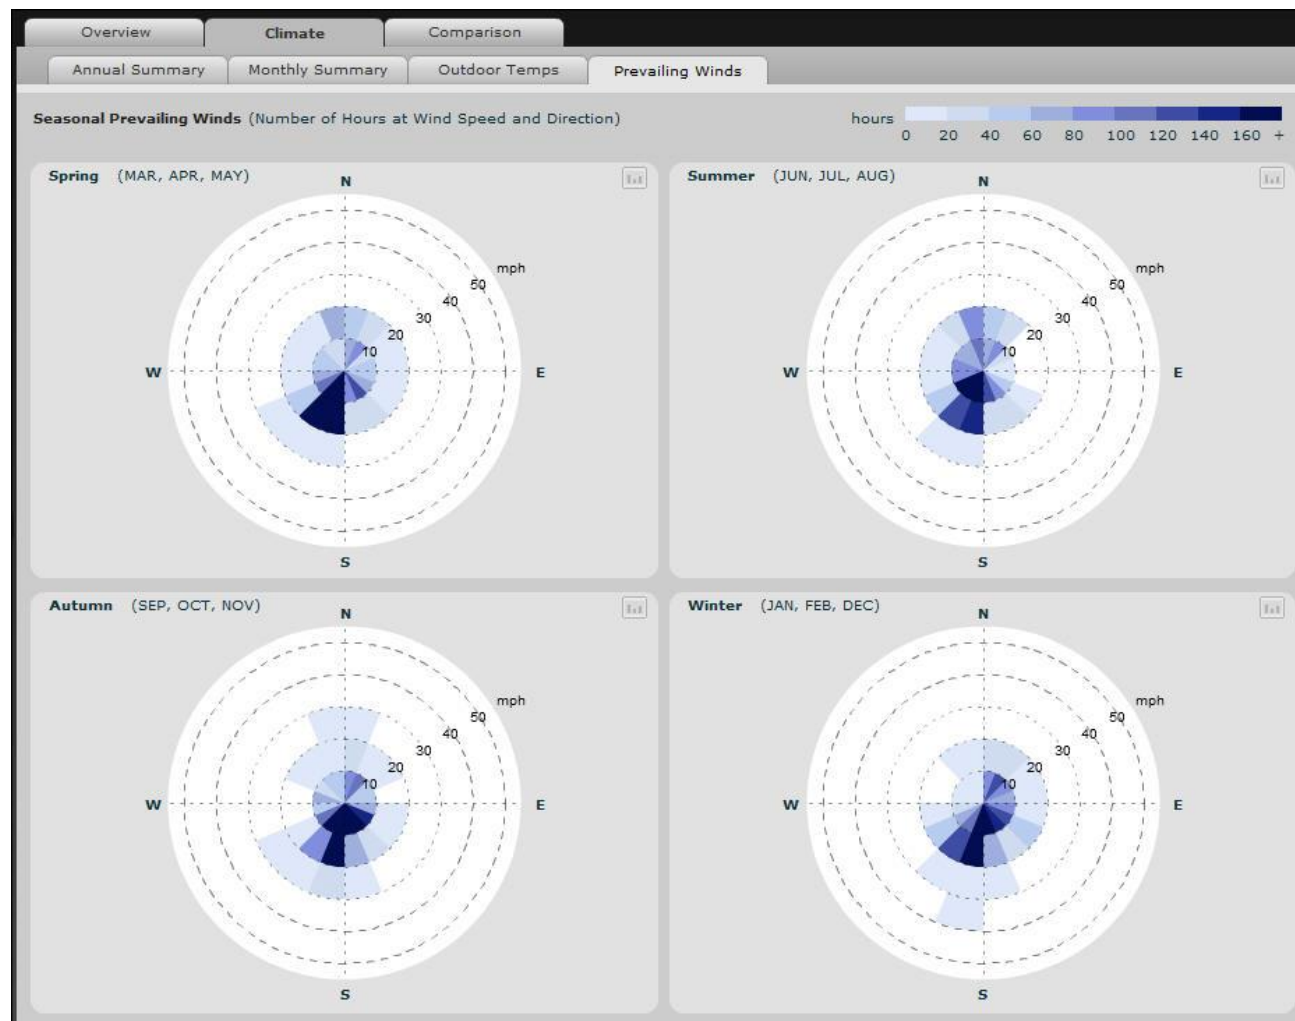 Overview Climate Comparison
Annual Summary Monthly Summary Outdoor Temps Prevailing Winds
Seasonal Prevailing Winds (Number of Hours at Wind Speed and Direction) hours
0 20 40 60 80 100 120 140 160 +
Spring (MAR, APR, MAY)
N
mph
50
40
30
20
10
W E
S
Summer (JUN, JUL, AUG)
N
mph
50
40
30
20
10
W E
S
Autumn (SEP, OCT, NOV)
N
mph
50
40
30
20
10
W E
S
Winter (JAN, FEB, DEC)
N
mph
50
40
30
20
10
W E
S